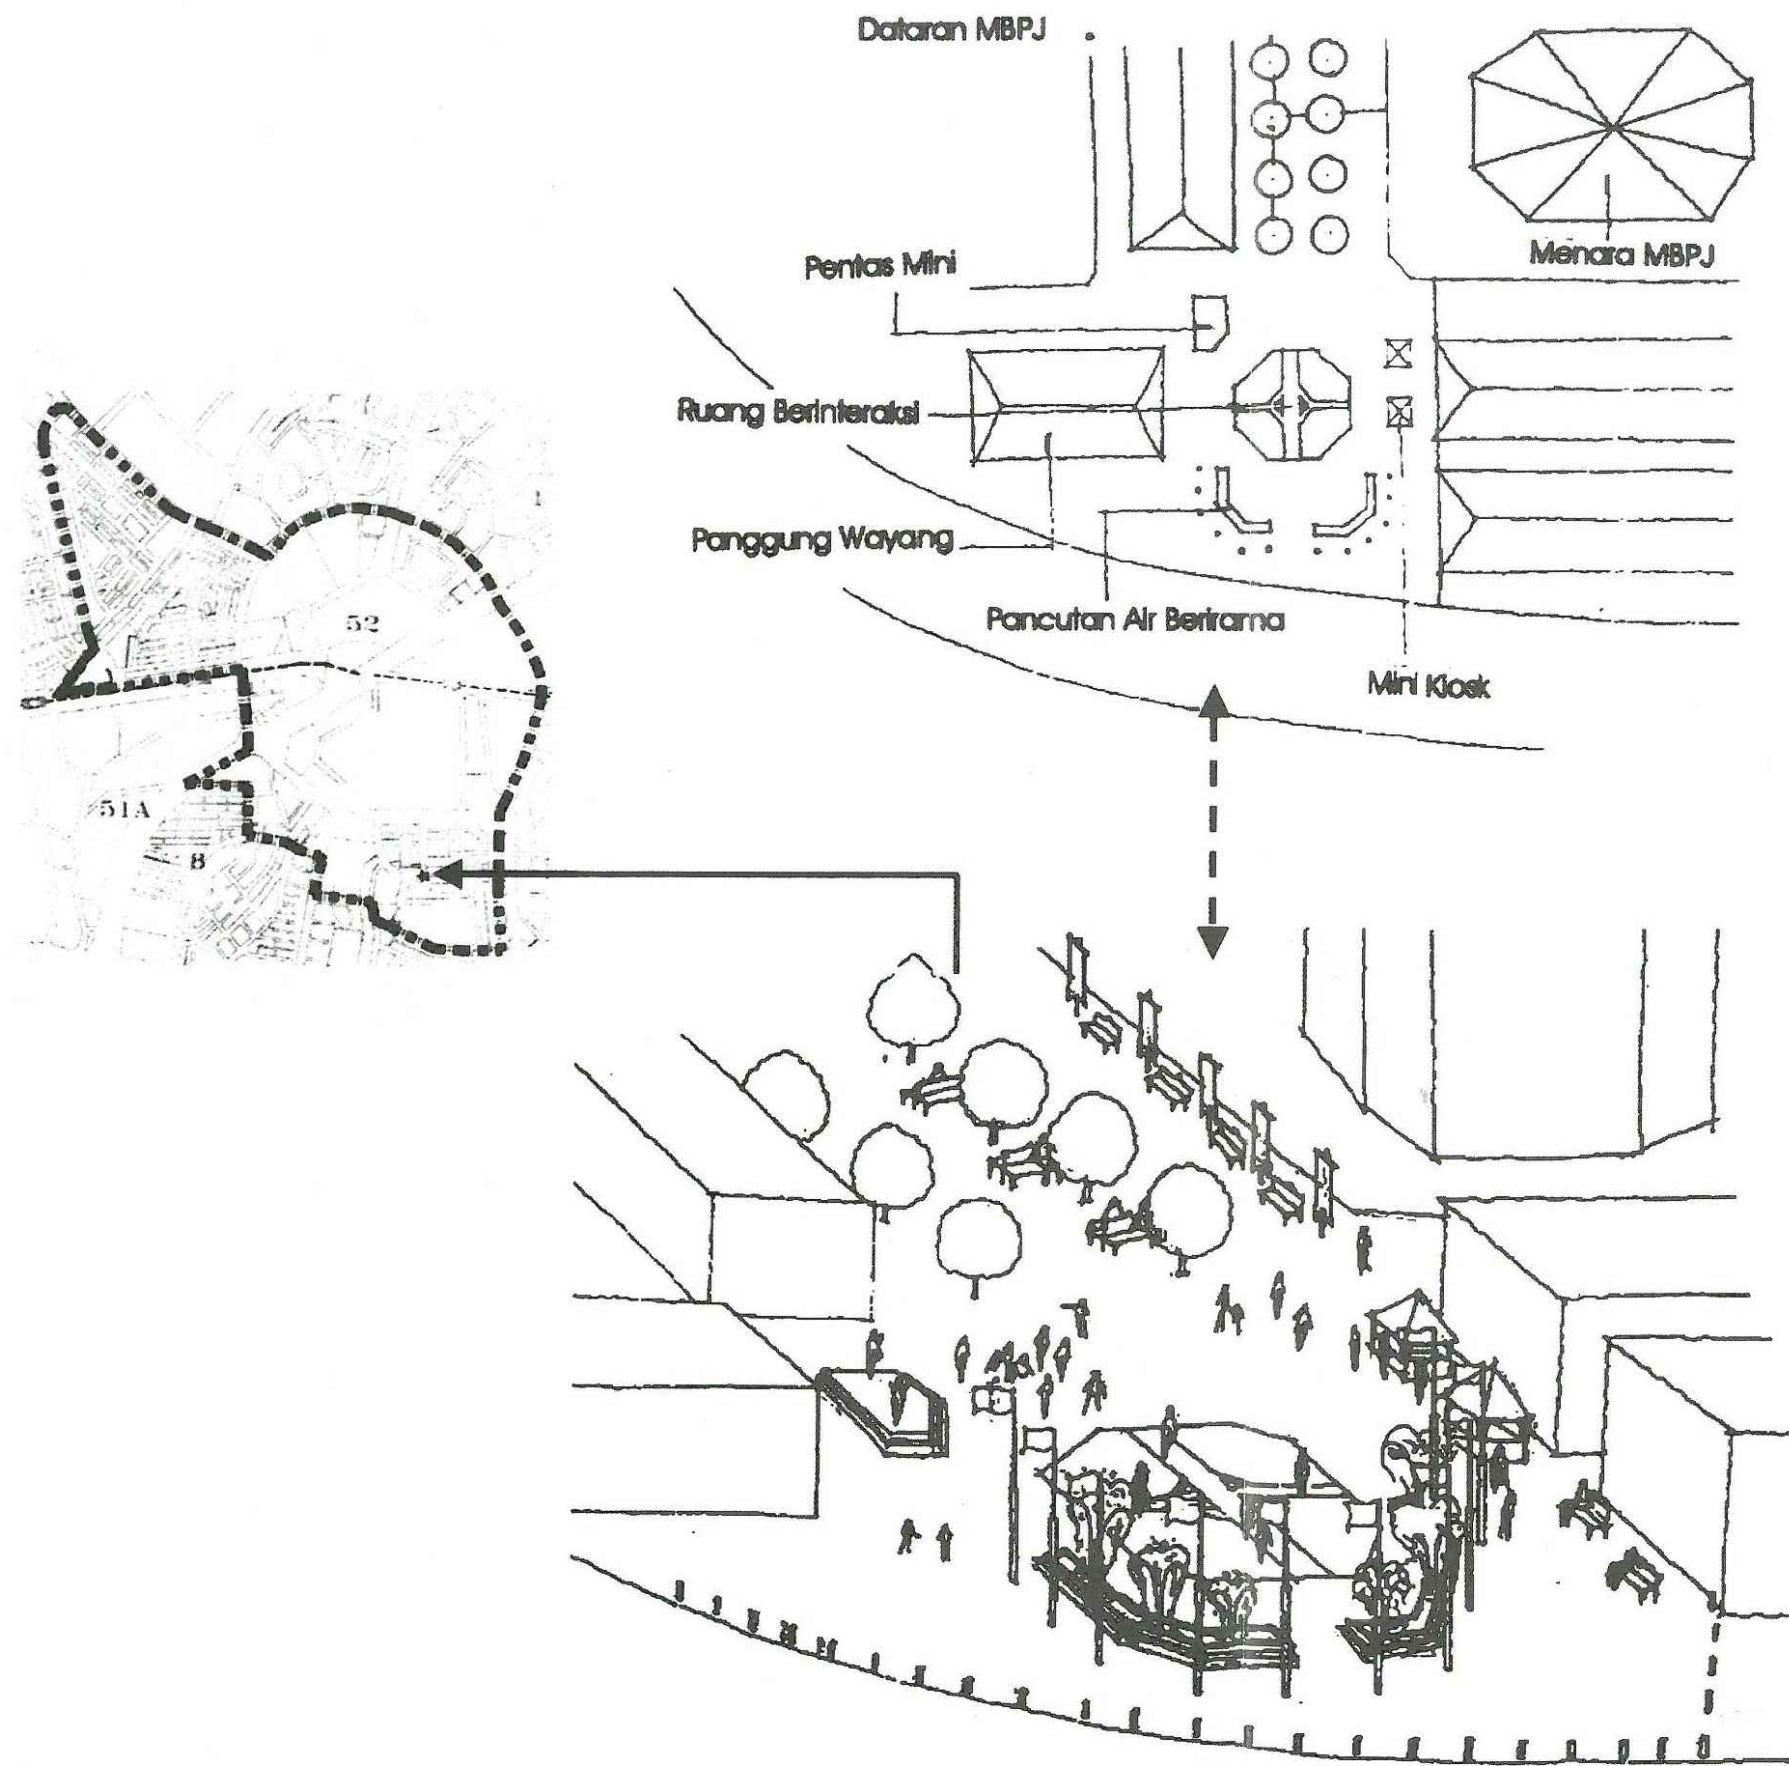 Dataran MBPJ
Menara MBPJ
Pentas Mini
Ruang Berinteraksi
Panggung Wayang
Pancutan Air Berirama
Mini Kiosk
52
51A
8